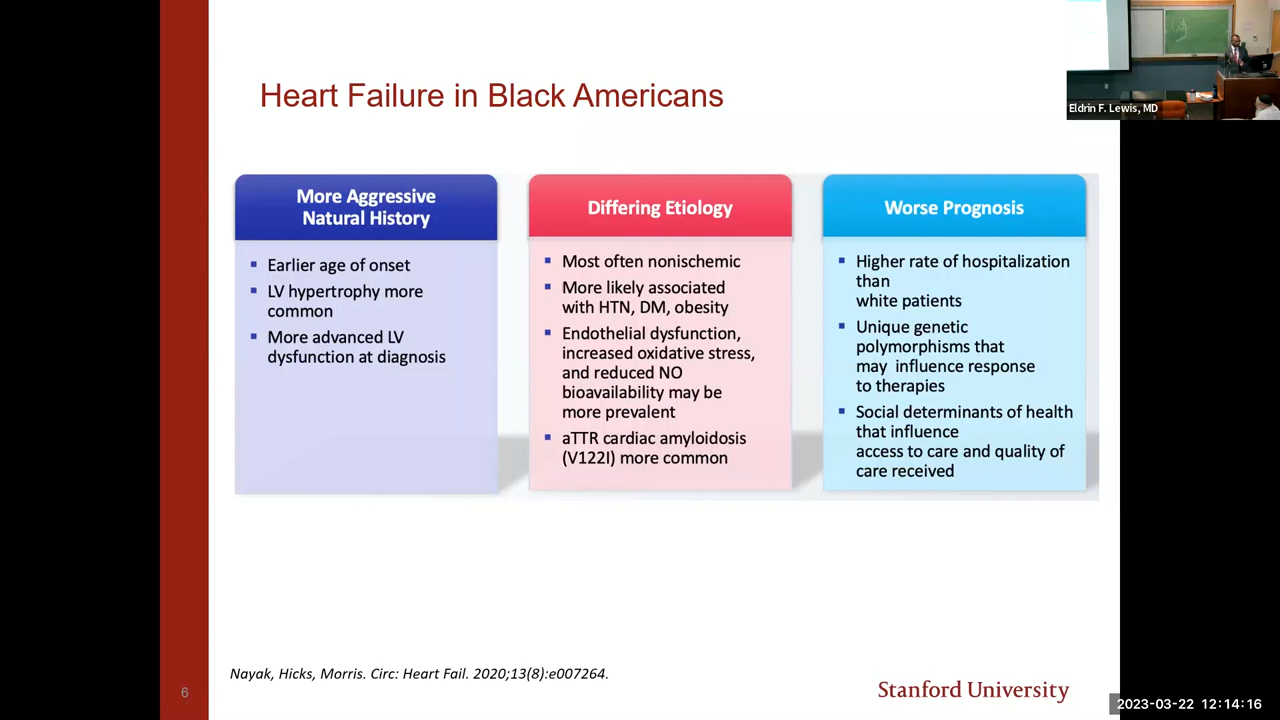 Heart Failure in Black Americans
Eldrin F. Lewis, MD
More Aggressive
Natural History
Earlier age of onset
LV hypertrophy more
common
More advanced LV
dysfunction at diagnosis
Differing Etiology
Most often nonischemic
More likely associated
with HTN, DM, obesity
Endothelial dysfunction,
increased oxidative stress,
and reduced NO
bioavailability may be
more prevalent
aTTR cardiac amyloidosis
(V122I) more common
Worse Prognosis
Higher rate of hospitalization
than
white patients
Unique genetic
polymorphisms that
may influence response
to therapies
Social determinants of health
that influence
access to care and quality of
care received
Nayak, Hicks, Morris. Circ: Heart Fail. 2020;13(8):e007264.
6
Stanford University
2023-03-22 12:14:16